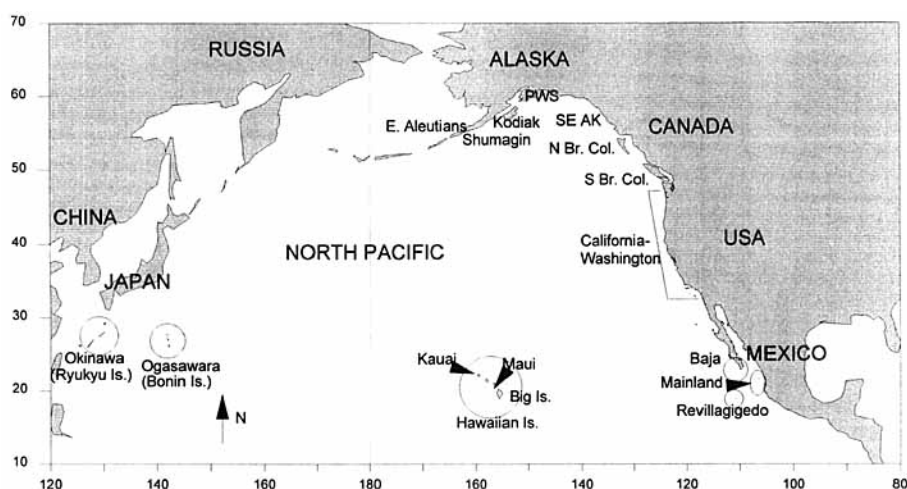 70
60
50
40
30
20
10
RUSSIA
ALASKA
PWS
E. Aleutians
Kodiak
Shumagin
SE AK
CANADA
N Br. Col.
S Br. Col.
CHINA
NORTH PACIFIC
California-
Washington
USA
JAPAN
Okinawa
(Ryukyu Is.)
Ogasawara
(Bonin Is.)
Kauai
Maui
Big Is.
Hawaiian Is.
Baja
MEXICO
Mainland
Revillagigedo
N
120
140
160
180
160
140
120
100
80